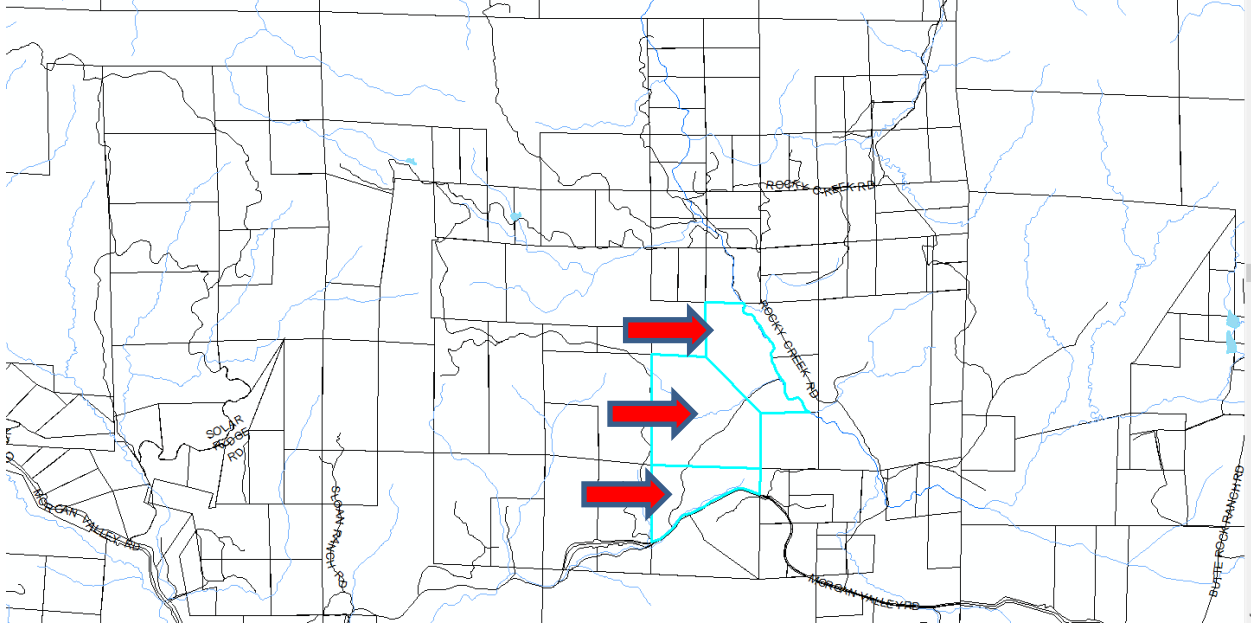 ROCKY CREEK RD
ROCKY CREEK RD
SOLAR
RIDGE
RD
MORGAN VALLEY RD
SLOAN RANCH RD
BUTTE ROCK RANCH RD
MORGAN VALLEY RD